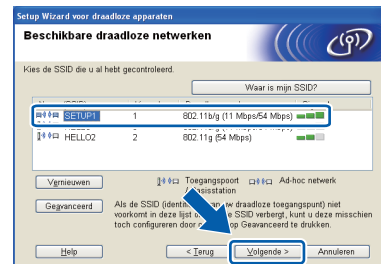 Setup Wizard voor draadloze apparaten
Beschikbare draadloze netwerken
Kies de SSID die u al hebt gecontroleerd.
Waar is mijn SSID?
SETUP1 1 802.11b/g (11 Mbps/54 Mbps)
HELLO2 2 802.11g (54 Mbps)
Vernieuwen
Toegangspoort
Ad-hoc netwerk
Geavanceerd
Als de SSID
draadloze toegangspunt) niet
voorkomt in deze lijst
SSID verbergt, kunt u deze misschien
toch configureren door
op Geavanceerd te drukken.
Help
< Terug
Volgende >
Annuleren